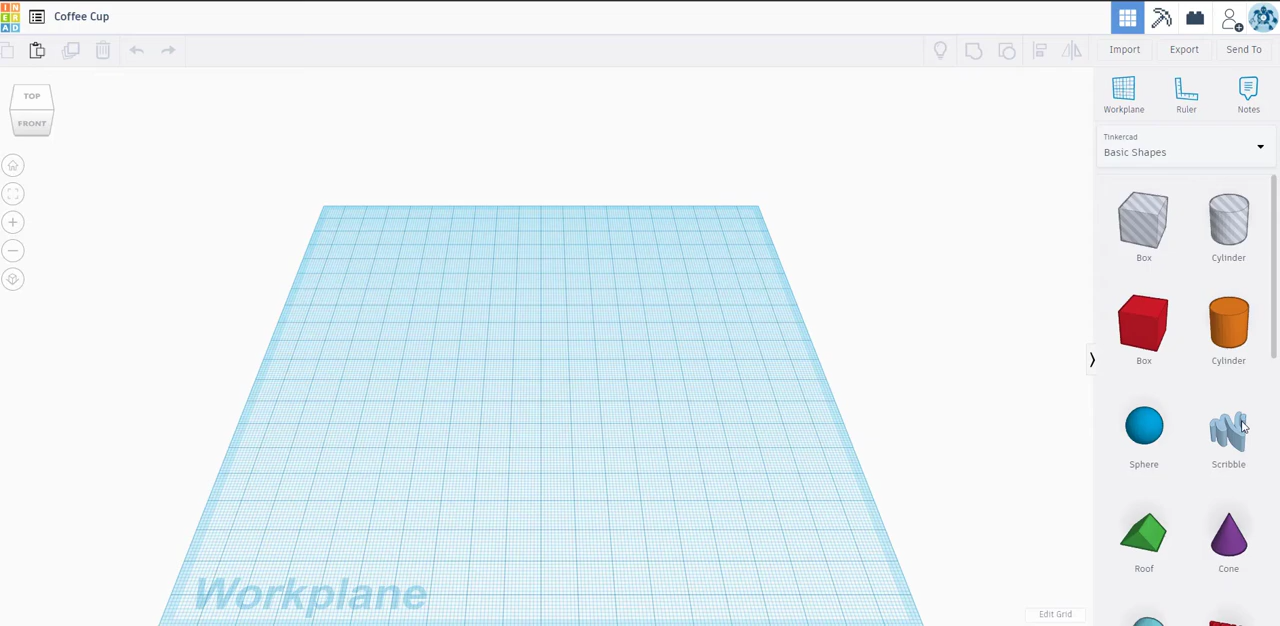 Coffee Cup
Import
Export
Send To
TOP
FRONT
Workplane
Ruler
Notes
Tinkercad
Basic Shapes
Box
Cylinder
Box
Cylinder
Sphere
Scribble
Roof
Cone
Workplane
Edit Grid